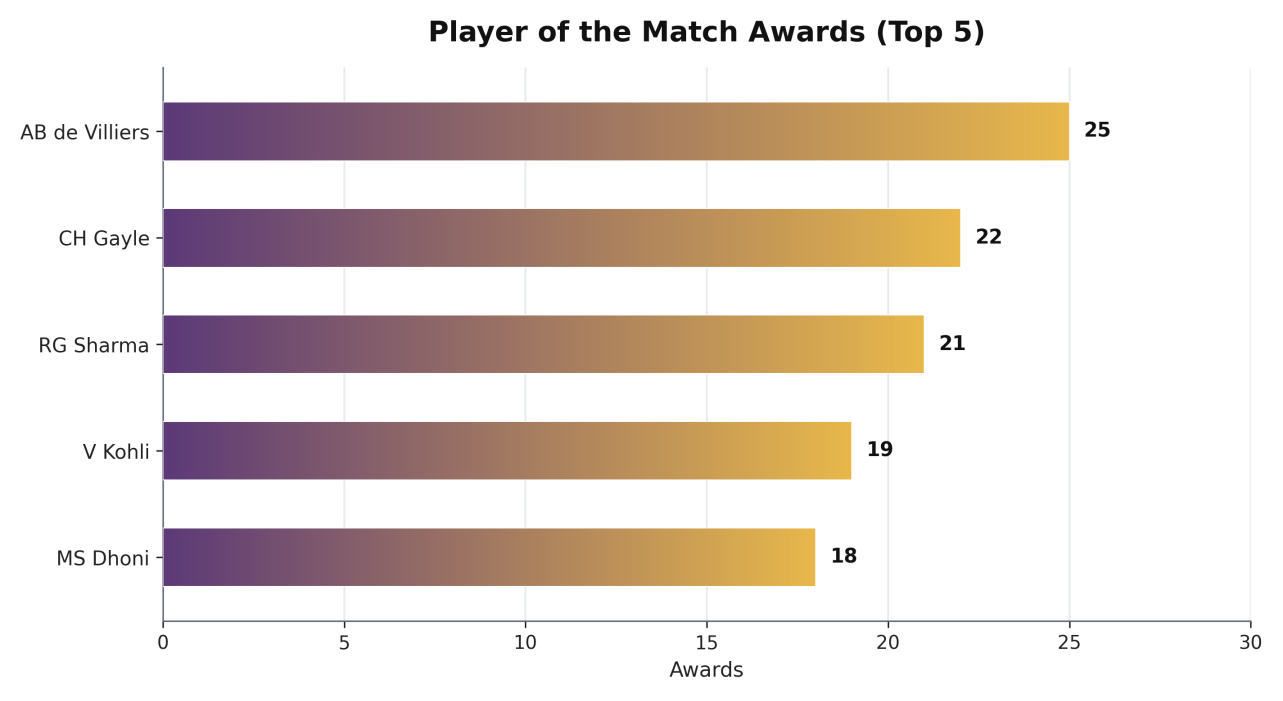 Player of the Match Awards (Top 5)
AB de Villiers 25
CH Gayle 22
RG Sharma 21
V Kohli 19
MS Dhoni 18
0 5 10 15 20 25 30
Awards